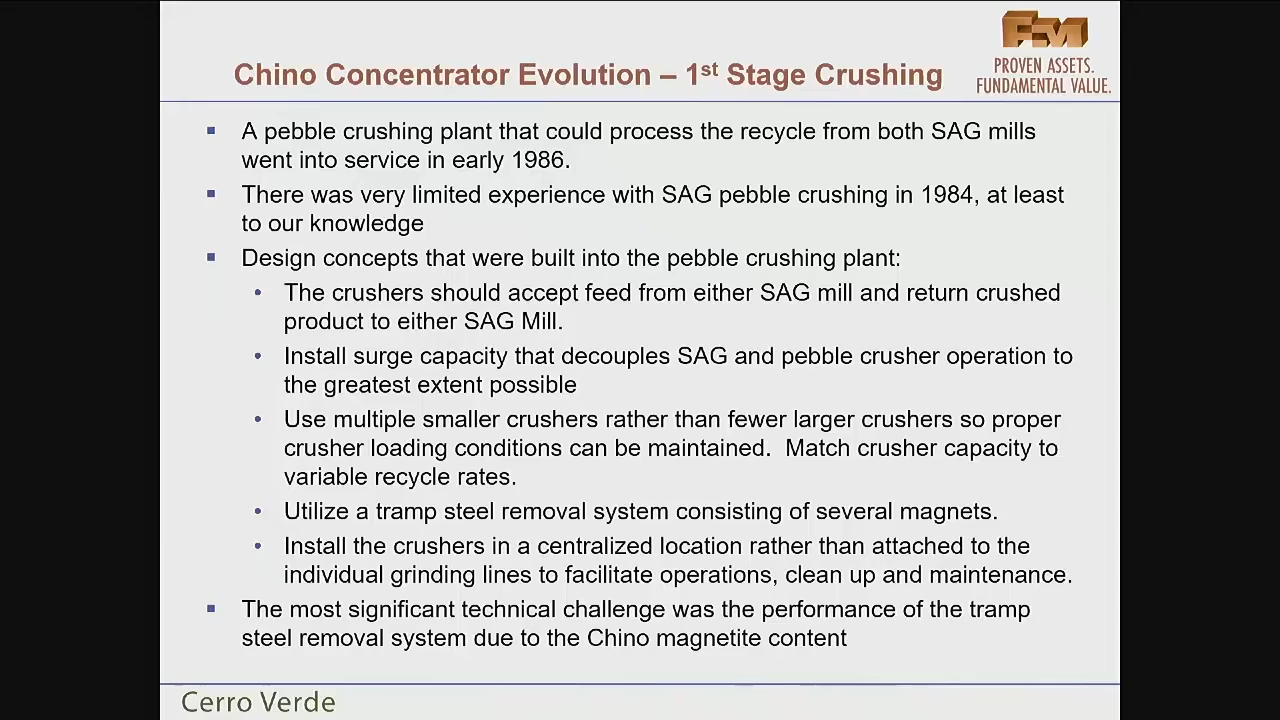 FM
PROVEN ASSETS.
FUNDAMENTAL VALUE.
Chino Concentrator Evolution – 1st Stage Crushing
▪ A pebble crushing plant that could process the recycle from both SAG mills
went into service in early 1986.
▪ There was very limited experience with SAG pebble crushing in 1984, at least
to our knowledge
▪ Design concepts that were built into the pebble crushing plant:
• The crushers should accept feed from either SAG mill and return crushed
product to either SAG Mill.
• Install surge capacity that decouples SAG and pebble crusher operation to
the greatest extent possible
• Use multiple smaller crushers rather than fewer larger crushers so proper
crusher loading conditions can be maintained.  Match crusher capacity to
variable recycle rates.
• Utilize a tramp steel removal system consisting of several magnets.
• Install the crushers in a centralized location rather than attached to the
individual grinding lines to facilitate operations, clean up and maintenance.
▪ The most significant technical challenge was the performance of the tramp
steel removal system due to the Chino magnetite content
Cerro Verde